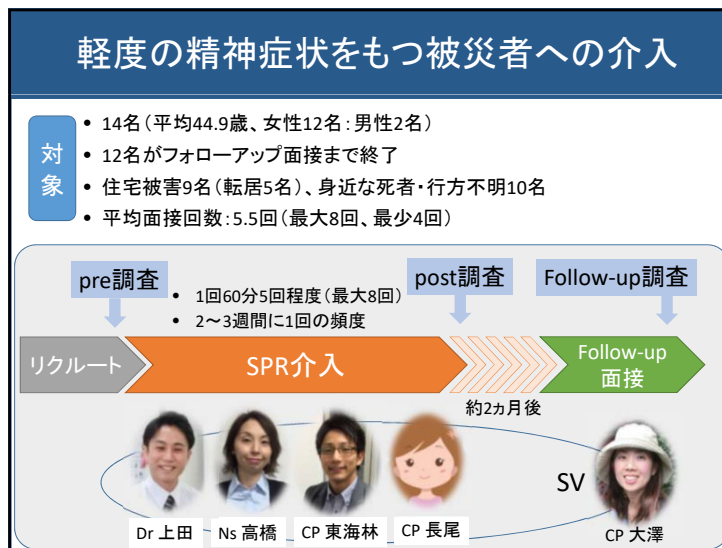 軽度の精神症状をもつ被災者への介入
対象
• 14名（平均44.9歳、女性12名：男性2名）
• 12名がフォローアップ面接まで終了
• 住宅被害9名（転居5名）、身近な死者・行方不明10名
• 平均面接回数：5.5回（最大8回、最少4回）
pre調査
• 1回60分5回程度（最大8回）
• 2～3週間に1回の頻度
post調査
Follow-up調査
リクルート
SPR介入
Follow-up
面接
約2ヵ月後
SV
Dr 上田
Ns 高橋
CP 東海林
CP 長尾
CP 大澤